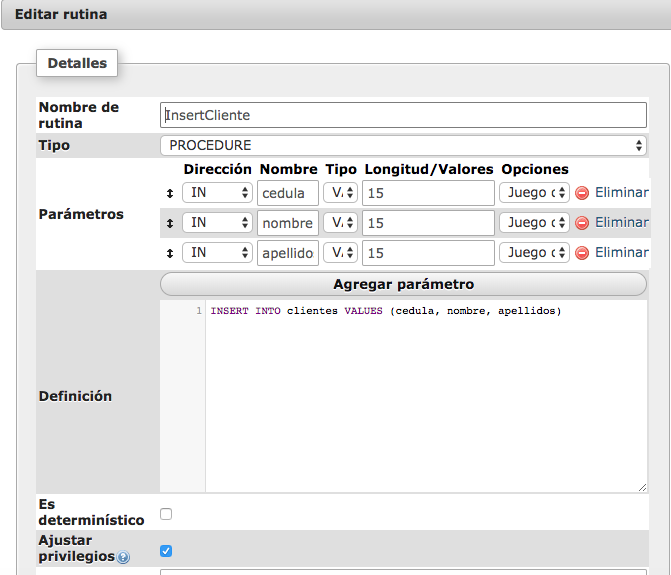 Editar rutina
Detalles
Nombre de rutina InsertCliente
Tipo PROCEDURE
Dirección Nombre Tipo Longitud/Valores Opciones
Parámetros
IN cedula 15 Juego Eliminar
IN nombre 15 Juego Eliminar
IN apellido 15 Juego Eliminar
Agregar parámetro
Definición
1 INSERT INTO clientes VALUES (cedula, nombre, apellidos)
Es determinístico
Ajustar privilegios